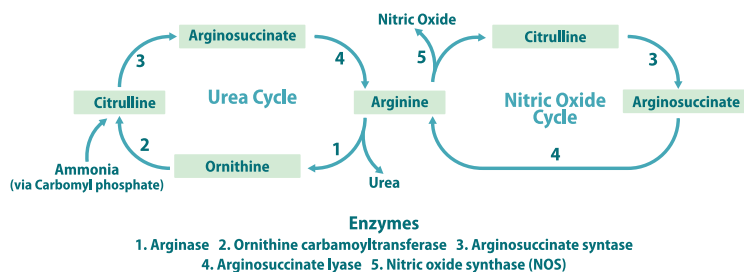 Nitric Oxide
Arginosuccinate
Citrulline
3
4
5
3
Urea Cycle
Nitric Oxide
Cycle
Citrulline
Arginine
Arginosuccinate
2
1
4
Ammonia
(via Carbomyl phosphate)
Ornithine
Urea
Enzymes
1. Arginase 2. Ornithine carbamoyltransferase 3. Arginosuccinate syntase
4. Arginosuccinate lyase 5. Nitric oxide synthase (NOS)